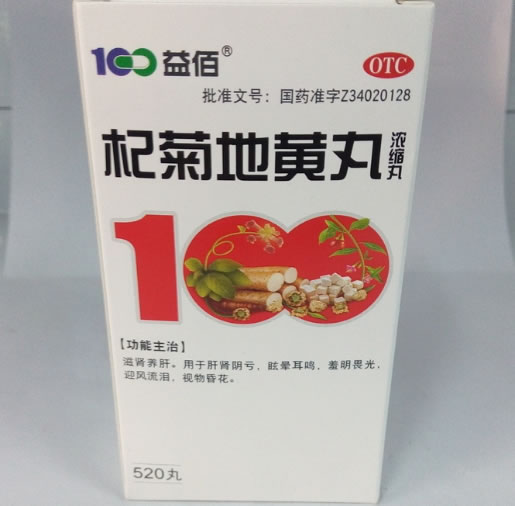 100 益佰®
OTC
批准文号：国药准字Z34020128
杞菊地黄丸 浓缩丸
100
【功能主治】
滋肾养肝。用于肝肾阴亏，眩晕耳鸣，羞明畏光，
迎风流泪，视物昏花。
520丸